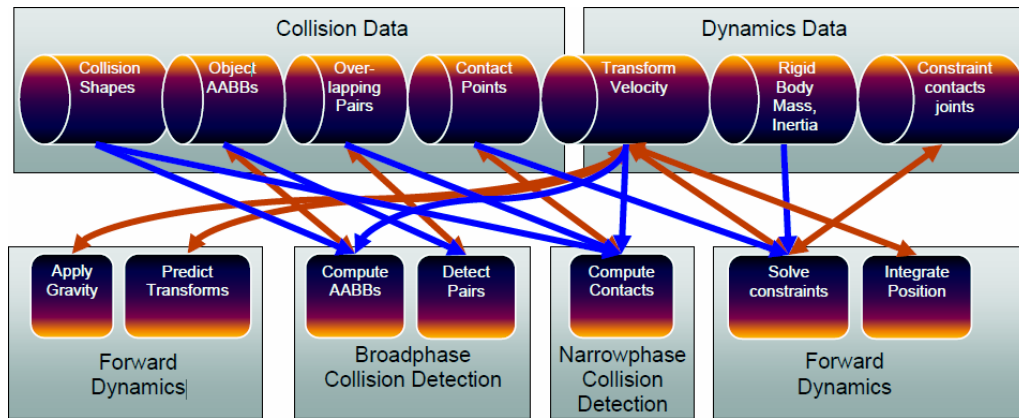 Collision Data
Dynamics Data
Collision
Shapes
Object
AABBs
Over-
lapping
Pairs
Contact
Points
Transform
Velocity
Rigid
Body
Mass,
Inertia
Constraint
contacts
joints
Apply
Gravity
Predict
Transforms
Compute
AABBs
Detect
Pairs
Compute
Contacts
Solve
constraints
Integrate
Position
Forward
Dynamics
Broadphase
Collision Detection
Narrowphase
Collision
Detection
Forward
Dynamics